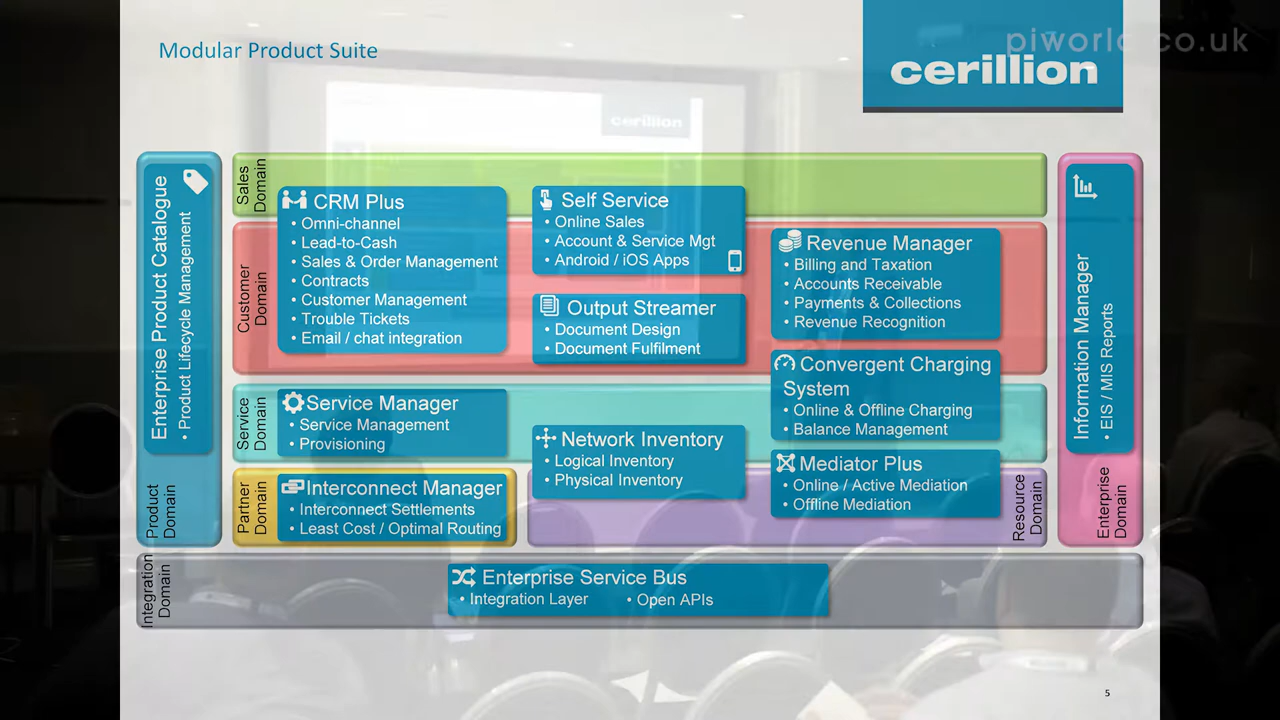 Modular Product Suite
piworld.co.uk
cerillion
cerillion
Enterprise Product Catalogue
• Product Lifecycle Management
Product
Domain
Sales
Domain
Customer
Domain
CRM Plus
• Omni-channel
• Lead-to-Cash
• Sales & Order Management
• Contracts
• Customer Management
• Trouble Tickets
• Email / chat integration
Self Service
• Online Sales
• Account & Service Mgt
• Android / iOS Apps
Output Streamer
• Document Design
• Document Fulfilment
Revenue Manager
• Billing and Taxation
• Accounts Receivable
• Payments & Collections
• Revenue Recognition
Convergent Charging
System
• Online & Offline Charging
• Balance Management
Service
Domain
Service Manager
• Service Management
• Provisioning
Network Inventory
• Logical Inventory
• Physical Inventory
Mediator Plus
• Online / Active Mediation
• Offline Mediation
Partner
Domain
Interconnect Manager
• Interconnect Settlements
• Least Cost / Optimal Routing
Resource
Domain
Information Manager
• EIS / MIS Reports
Enterprise
Domain
Integration
Domain
Enterprise Service Bus
• Integration Layer • Open APIs
5